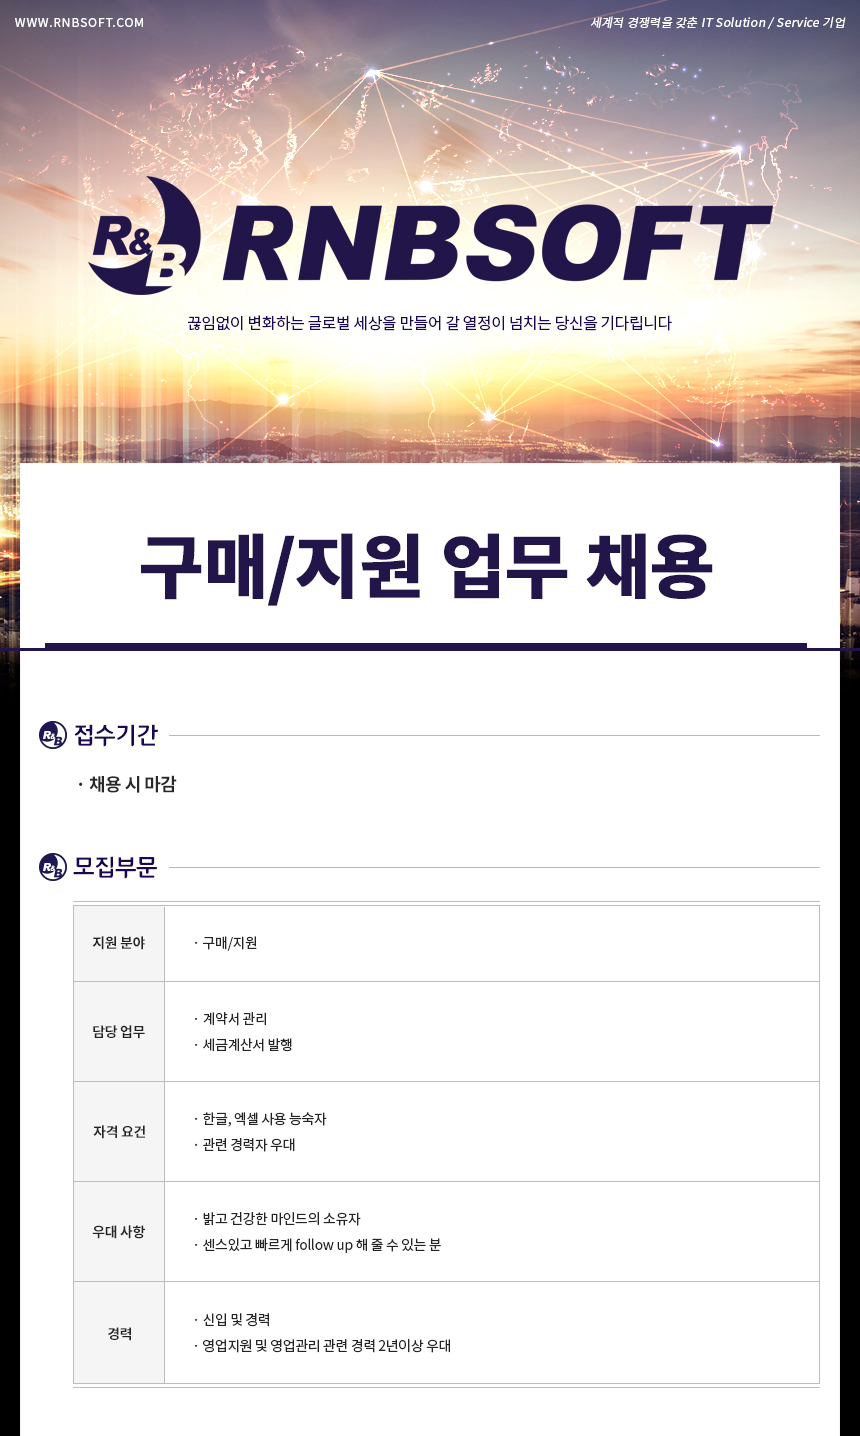 WWW.RNBSOFT.COM
세계적 경쟁력을 갖춘 IT Solution / Service 기업
R&B RNBSOFT
끊임없이 변화하는 글로벌 세상을 만들어 갈 열정이 넘치는 당신을 기다립니다
구매/지원 업무 채용
R&B 접수기간
· 채용 시 마감
R&B 모집부문
지원 분야
· 구매/지원
담당 업무
· 계약서 관리
· 세금계산서 발행
자격 요건
· 한글, 엑셀 사용 능숙자
· 관련 경력자 우대
우대 사항
· 밝고 건강한 마인드의 소유자
· 센스있고 빠르게 follow up 해 줄 수 있는 분
경력
· 신입 및 경력
· 영업지원 및 영업관리 관련 경력 2년이상 우대